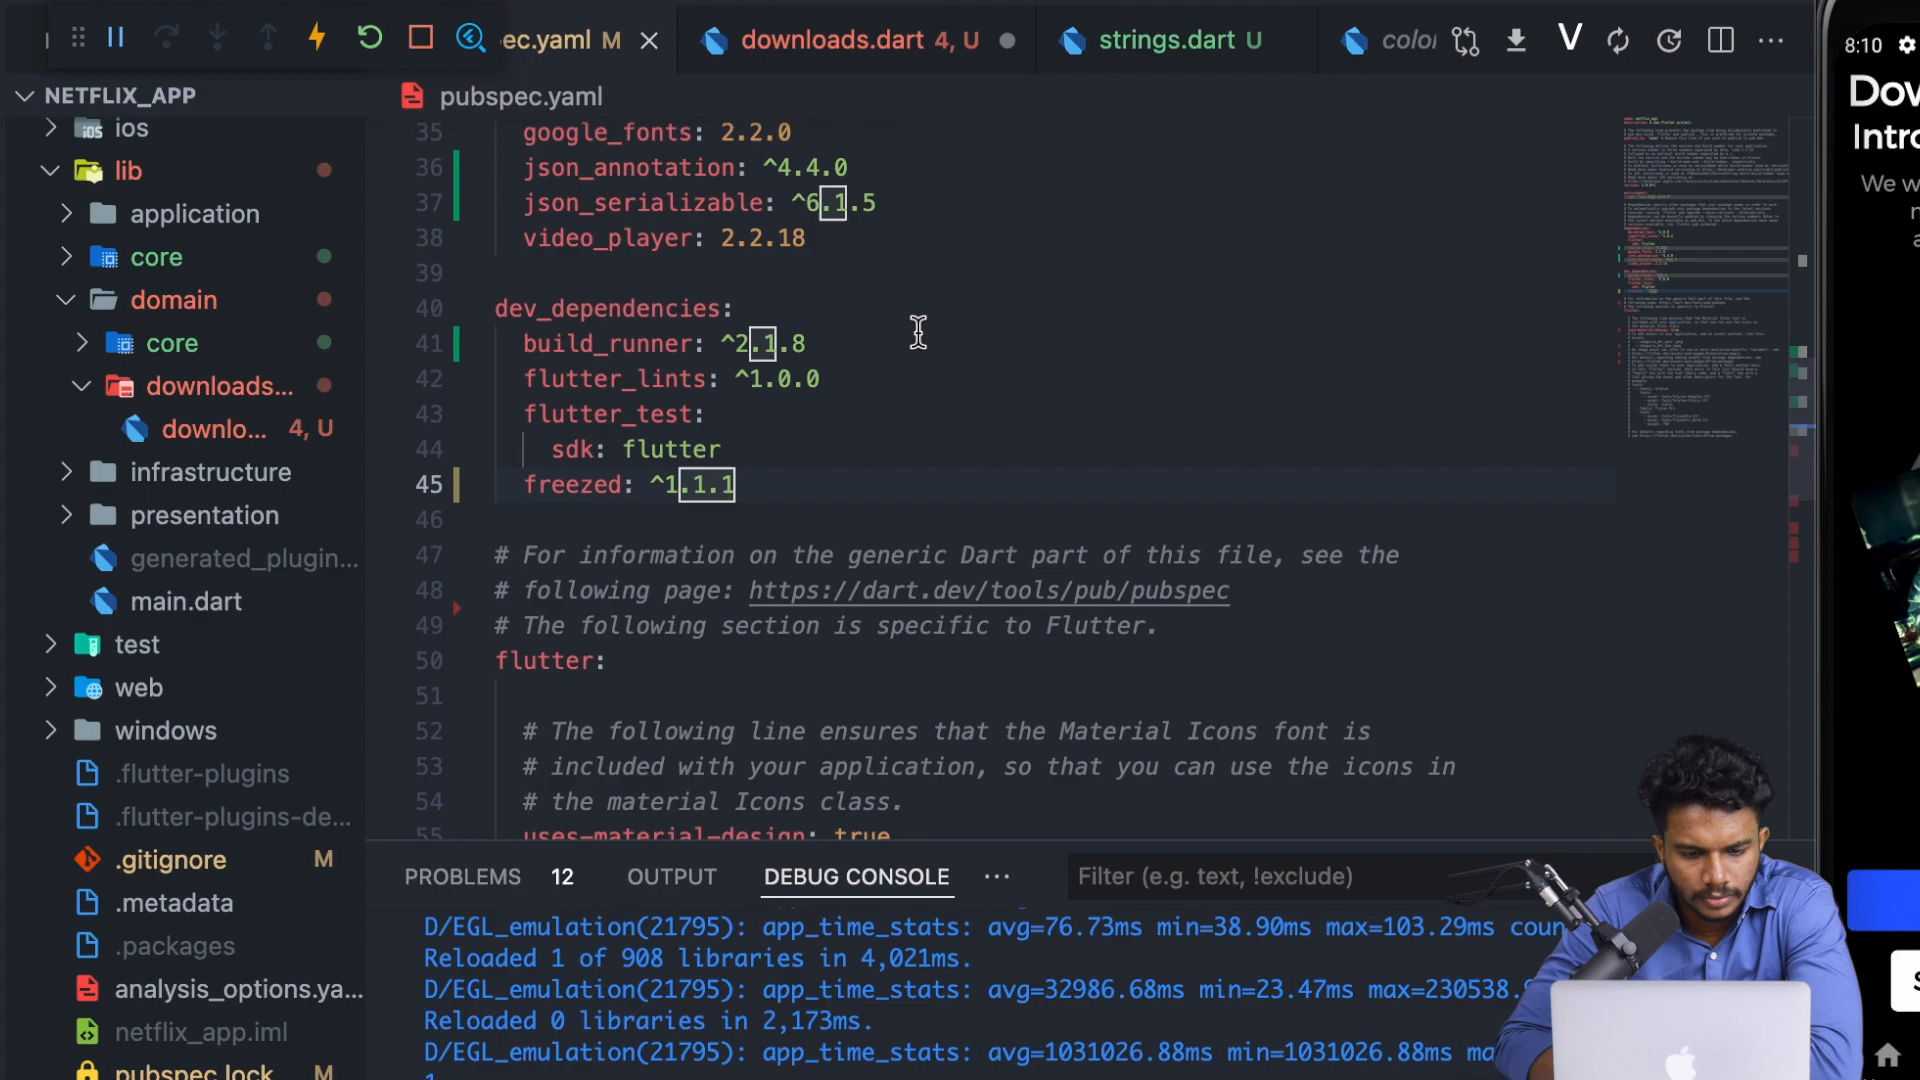 ec.yaml M
downloads.dart 4, U
strings.dart U
8:10
NETFLIX_APP
pubspec.yaml
ios
lib
application
core
domain
core
downloads...
downlo... 4, U
infrastructure
presentation
generated_plugin...
main.dart
test
web
windows
.flutter-plugins
.flutter-plugins-de...
.gitignore M
.metadata
.packages
analysis_options.ya...
netflix_app.iml
pubspec.lock M
35 google_fonts: 2.2.0
36 json_annotation: ^4.4.0
37 json_serializable: ^6.1.5
38 video_player: 2.2.18
39
40 dev_dependencies:
41 build_runner: ^2.1.8
42 flutter_lints: ^1.0.0
43 flutter_test:
44 sdk: flutter
45 freezed: ^1.1.1
46
47 # For information on the generic Dart part of this file, see the
48 # following page: https://dart.dev/tools/pub/pubspec
49 # The following section is specific to Flutter.
50 flutter:
51
52 # The following line ensures that the Material Icons font is
53 # included with your application, so that you can use the icons in
54 # the material Icons class.
55 uses-material-design: true
PROBLEMS 12 OUTPUT DEBUG CONSOLE ... Filter (e.g. text, !exclude)
D/EGL_emulation(21795): app_time_stats: avg=76.73ms min=38.90ms max=103.29ms coun
Reloaded 1 of 908 libraries in 4,021ms.
D/EGL_emulation(21795): app_time_stats: avg=32986.68ms min=23.47ms max=230538.
Reloaded 0 libraries in 2,173ms.
D/EGL_emulation(21795): app_time_stats: avg=1031026.88ms min=1031026.88ms ma
Dow
Intro
We w